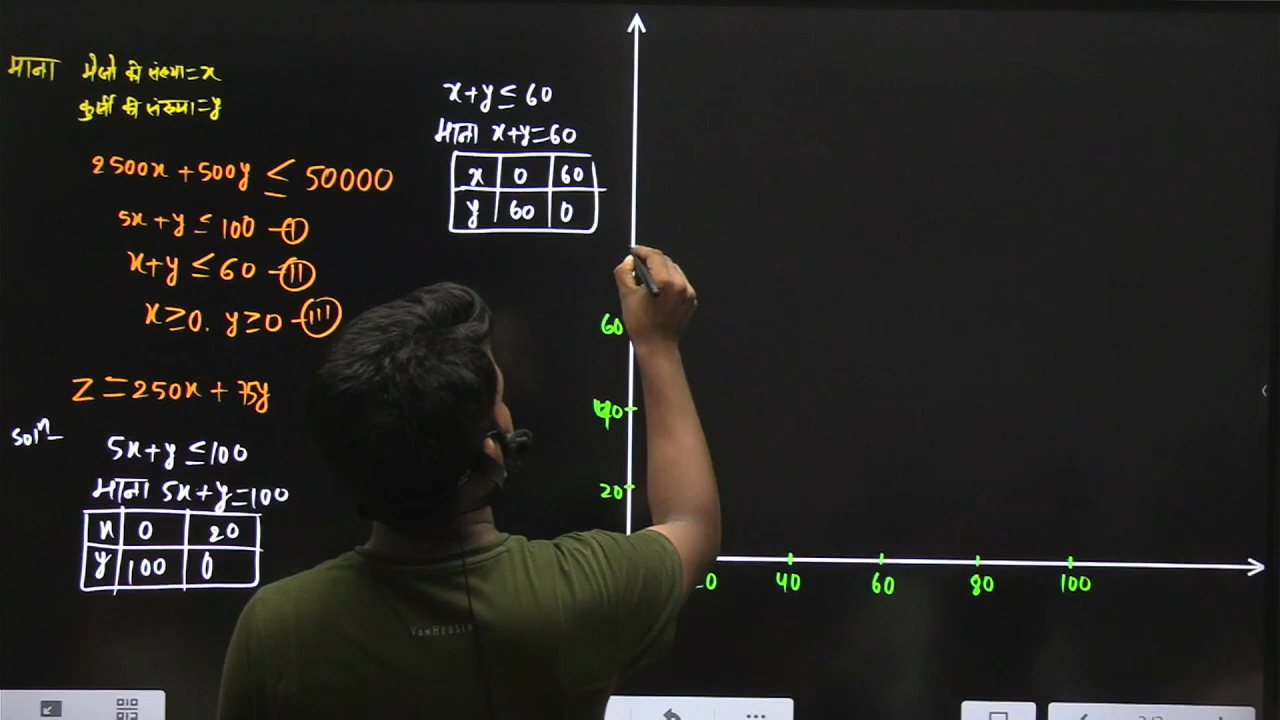 माना मेजों की संख्या = x
कुर्सी की संख्या = y
2500x + 500y ≤ 50000
5x + y ≤ 100 - Ⓘ
x + y ≤ 60 - Ⓘ Ⓘ
x ≥ 0, y ≥ 0 - (III)
Z = 250x + 75y
Solⁿ
5x + y ≤ 100
माना 5x + y = 100
x 0 20
y 100 0
x + y ≤ 60
माना x + y = 60
x 0 60
y 60 0
60
40
20
40 60 80 100
VANHEUSEN